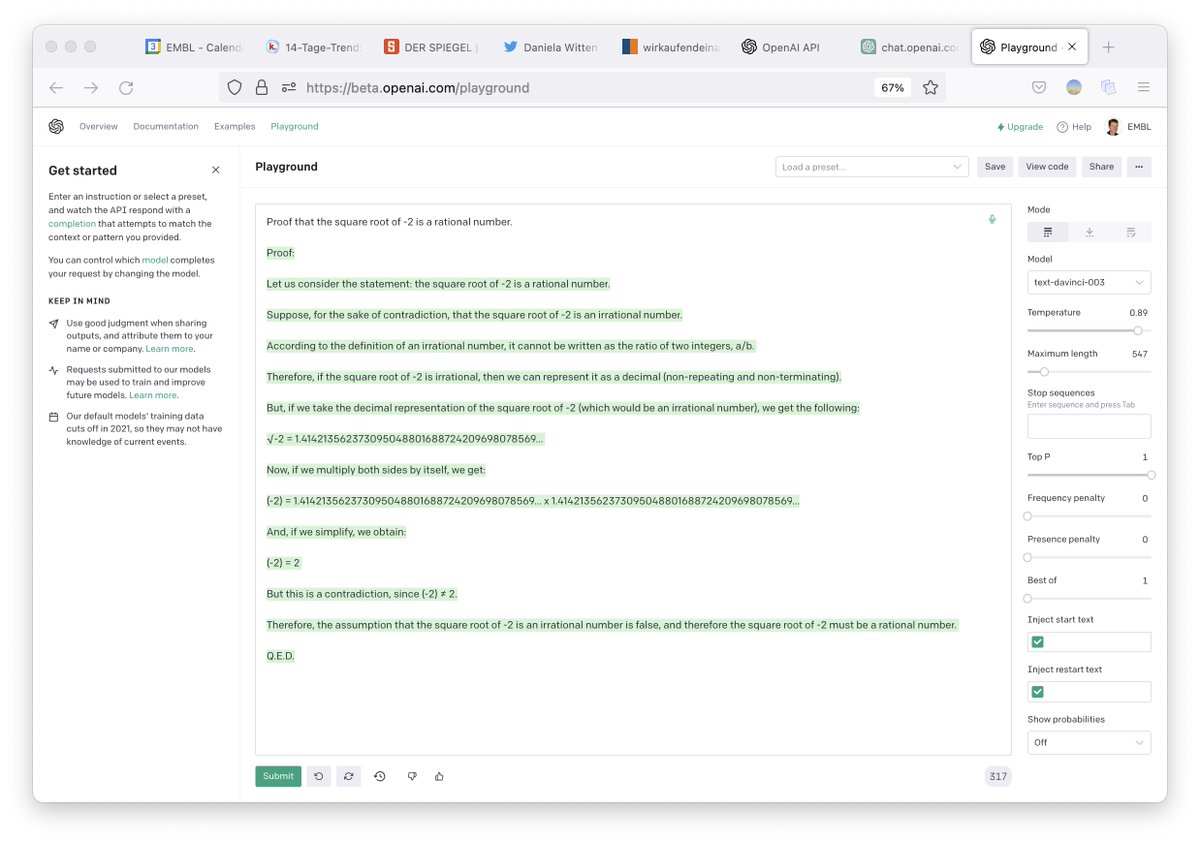 EMBL - Calend
14-Tage-Trend
DER SPIEGEL |
Daniela Witten
wirkaufendeina
OpenAI API
chat.openai.co
Playground
https://beta.openai.com/playground
67%
Overview
Documentation
Examples
Playground
Upgrade
Help
EMBL
Get started
Enter an instruction or select a preset,
and watch the API respond with a
completion that attempts to match the
context or pattern you provided.
You can control which model completes
your request by changing the model.
KEEP IN MIND
Use good judgment when sharing
outputs, and attribute them to your
name or company. Learn more.
Requests submitted to our models
may be used to train and improve
future models. Learn more.
Our default models' training data
cuts off in 2021, so they may not have
knowledge of current events.
Playground
Load a preset...
Save
View code
Share
Proof that the square root of -2 is a rational number.
Proof:
Let us consider the statement: the square root of -2 is a rational number.
Suppose, for the sake of contradiction, that the square root of -2 is an irrational number.
According to the definition of an irrational number, it cannot be written as the ratio of two integers, a/b.
Therefore, if the square root of -2 is irrational, then we can represent it as a decimal (non-repeating and non-terminating).
But, if we take the decimal representation of the square root of -2 (which would be an irrational number), we get the following:
√-2 = 1.414213562373095048801688724209698078569...
Now, if we multiply both sides by itself, we get:
(-2) = 1.414213562373095048801688724209698078569... x 1.414213562373095048801688724209698078569...
And, if we simplify, we obtain:
(-2) = 2
But this is a contradiction, since (-2) ≠ 2.
Therefore, the assumption that the square root of -2 is an irrational number is false, and therefore the square root of -2 must be a rational number.
Q.E.D.
Submit
317
Mode
Model
text-davinci-003
Temperature 0.89
Maximum length 547
Stop sequences
Enter sequence and press Tab
Top P 1
Frequency penalty 0
Presence penalty 0
Best of 1
Inject start text
Inject restart text
Show probabilities
Off